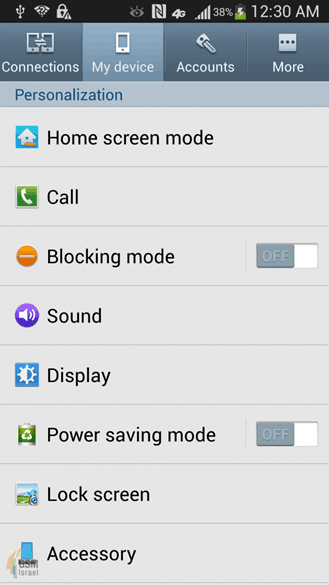 4G 38% 12:30 AM
Connections My device Accounts More
Personalization
Home screen mode
Call
Blocking mode OFF
Sound
Display
Power saving mode OFF
Lock screen
Accessory
GSM
Israel